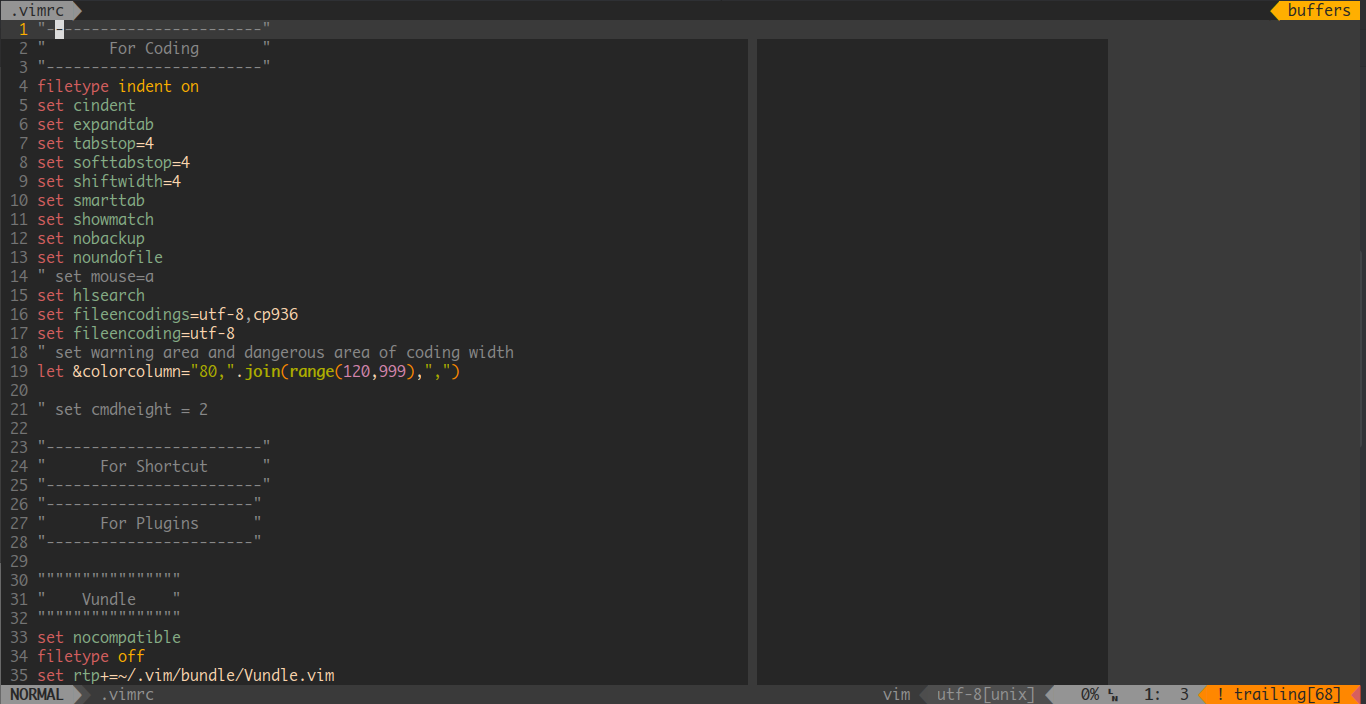 .vimrc buffers
1 "------------------------"
2 "       For Coding       "
3 "------------------------"
4 filetype indent on
5 set cindent
6 set expandtab
7 set tabstop=4
8 set softtabstop=4
9 set shiftwidth=4
10 set smarttab
11 set showmatch
12 set nobackup
13 set noundofile
14 " set mouse=a
15 set hlsearch
16 set fileencodings=utf-8,cp936
17 set fileencoding=utf-8
18 " set warning area and dangerous area of coding width
19 let &colorcolumn="80,".join(range(120,999),",")
20
21 " set cmdheight = 2
22
23 "------------------------"
24 "      For Shortcut      "
25 "------------------------"
26 "-----------------------"
27 "      For Plugins      "
28 "-----------------------"
29
30 """"""""""""""""
31 "    Vundle    "
32 """"""""""""""""
33 set nocompatible
34 filetype off
35 set rtp+=~/.vim/bundle/Vundle.vim
NORMAL .vimrc vim utf-8[unix] 0% ␤ 1: 3 ! trailing[68]